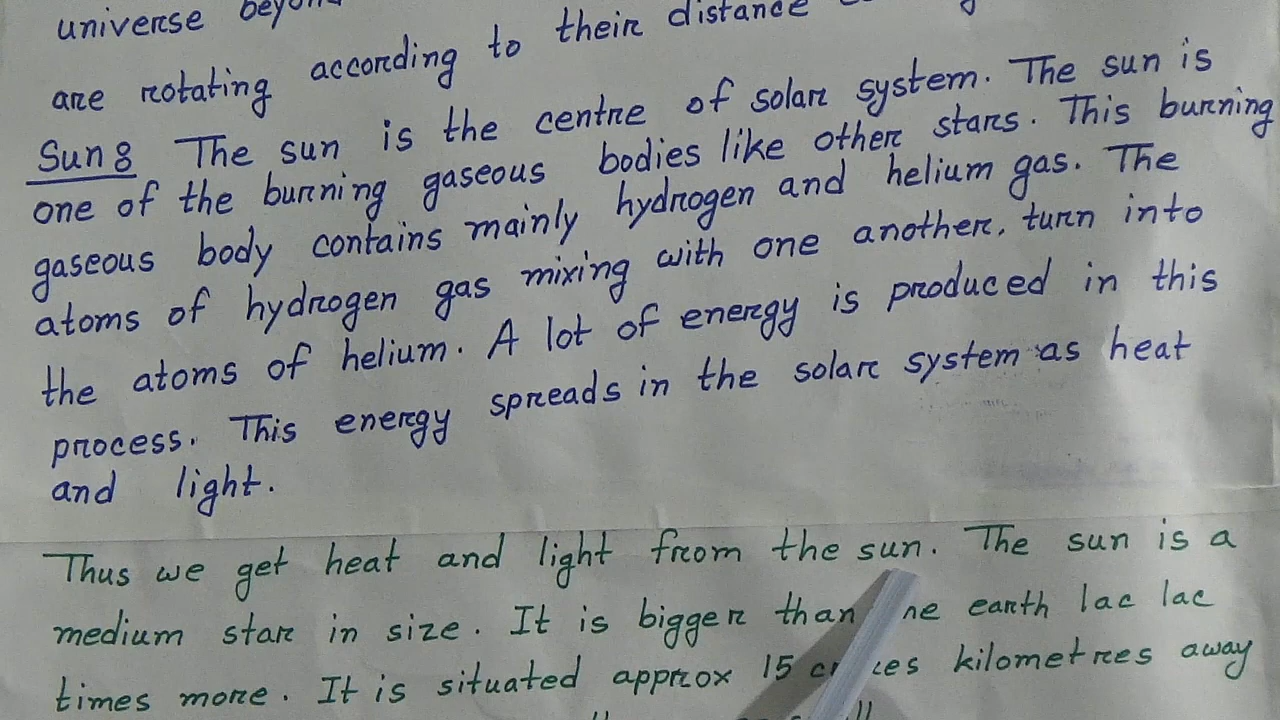 universe beyond
are rotating according to their distance
Sun : The sun is the centre of solar system. The sun is
one of the burning gaseous bodies like other stars. This burning
gaseous body contains mainly hydrogen and helium gas. The
atoms of hydrogen gas mixing with one another, turn into
the atoms of helium. A lot of energy is produced in this
process. This energy spreads in the solar system as heat
and light.
Thus we get heat and light from the sun. The sun is a
medium star in size. It is bigger than earth lac lac
times more. It is situated approx 15 kilometres away